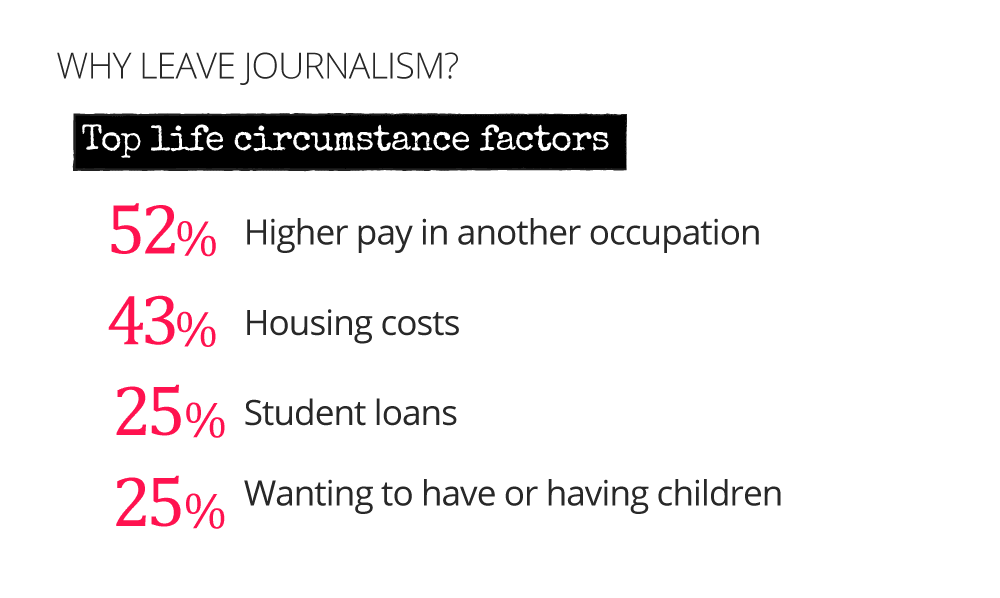 WHY LEAVE JOURNALISM?
Top life circumstance factors
52% Higher pay in another occupation
43% Housing costs
25% Student loans
25% Wanting to have or having children